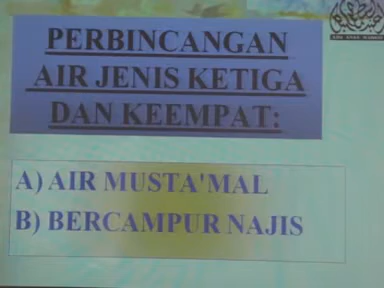 PERBINCANGAN
AIR JENIS KETIGA
DAN KEEMPAT:
A) AIR MUSTA'MAL
B) BERCAMPUR NAJIS